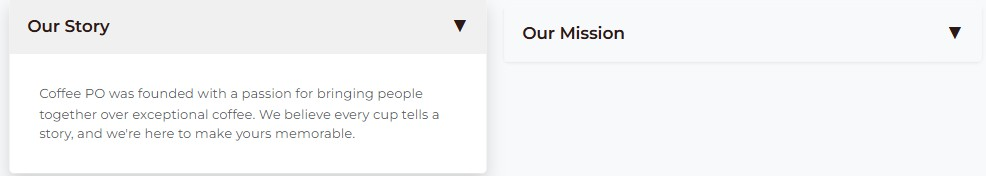 Our Story ▼
Coffee PO was founded with a passion for bringing people
together over exceptional coffee. We believe every cup tells a
story, and we're here to make yours memorable.
Our Mission ▼